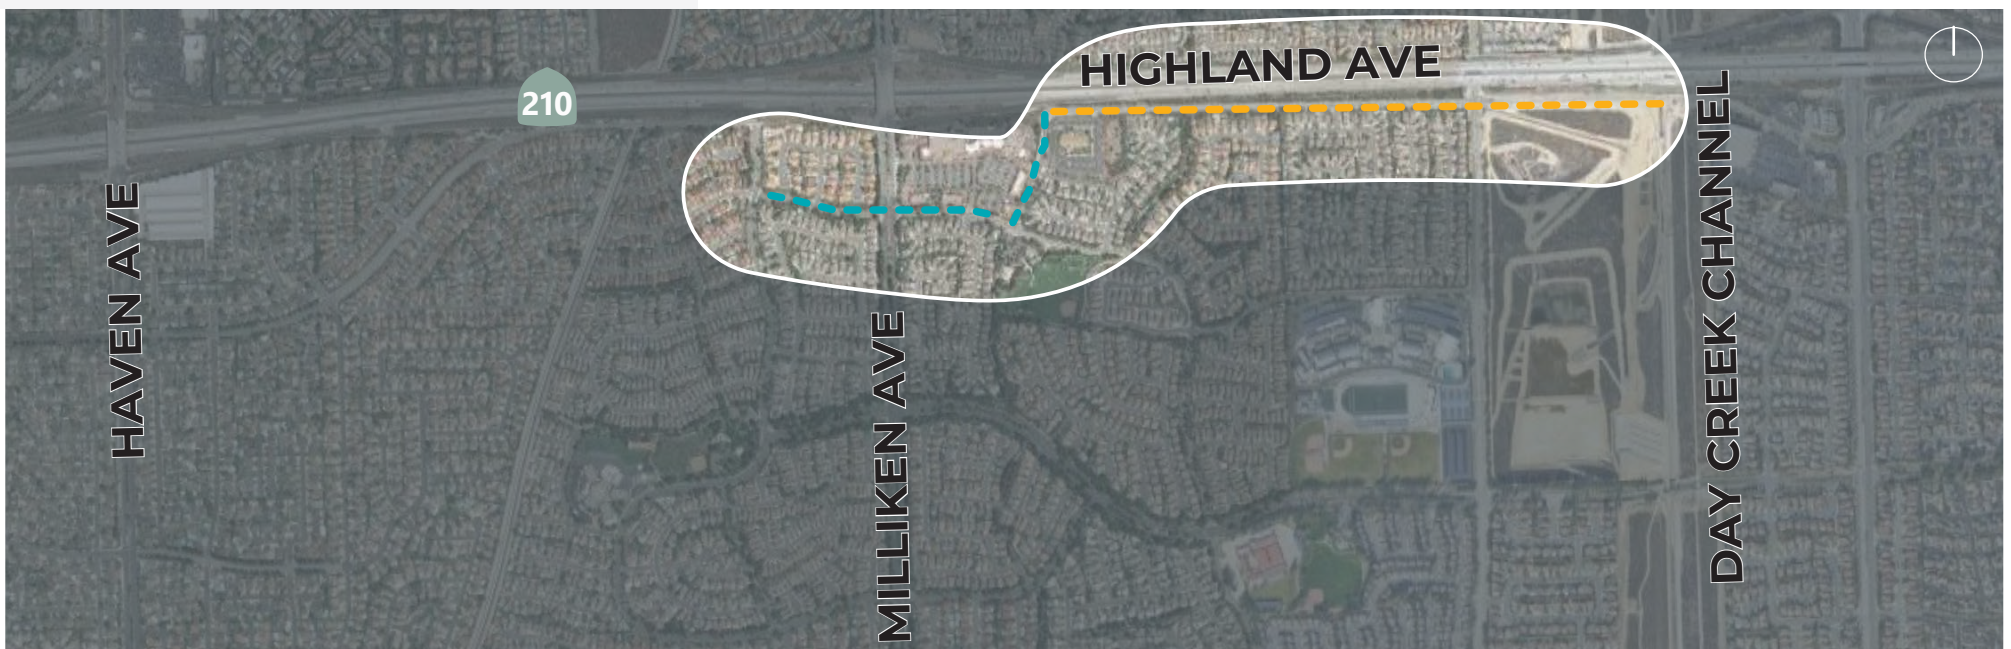 HIGHLAND AVE
210
HAVEN AVE
MILLIKEN AVE
DAY CREEK CHANNEL